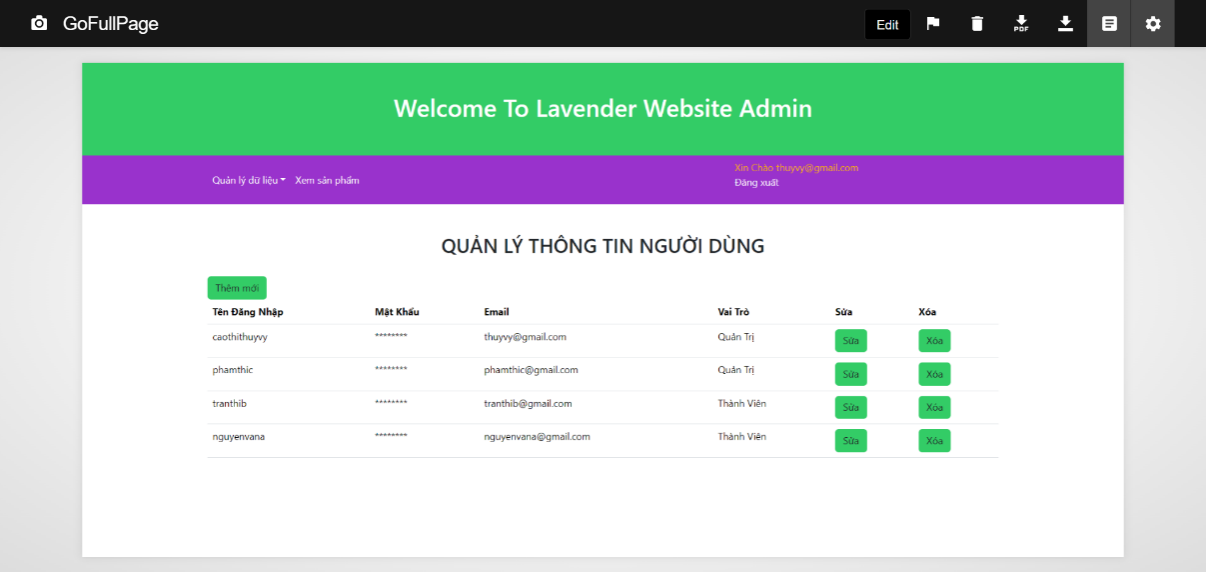 GoFullPage
Edit
PDF
Welcome To Lavender Website Admin
Quản lý dữ liệu Xem sản phẩm
Xin Chào thuyvy@gmail.com
Đăng xuất
QUẢN LÝ THÔNG TIN NGƯỜI DÙNG
Thêm mới
Tên Đăng Nhập Mật Khẩu Email Vai Trò Sửa Xóa
caothithuyvy ******** thuyvy@gmail.com Quản Trị Sửa Xóa
phamthic ******** phamthic@gmail.com Quản Trị Sửa Xóa
tranthib ******** tranthib@gmail.com Thành Viên Sửa Xóa
nguyenvana ******** nguyenvana@gmail.com Thành Viên Sửa Xóa